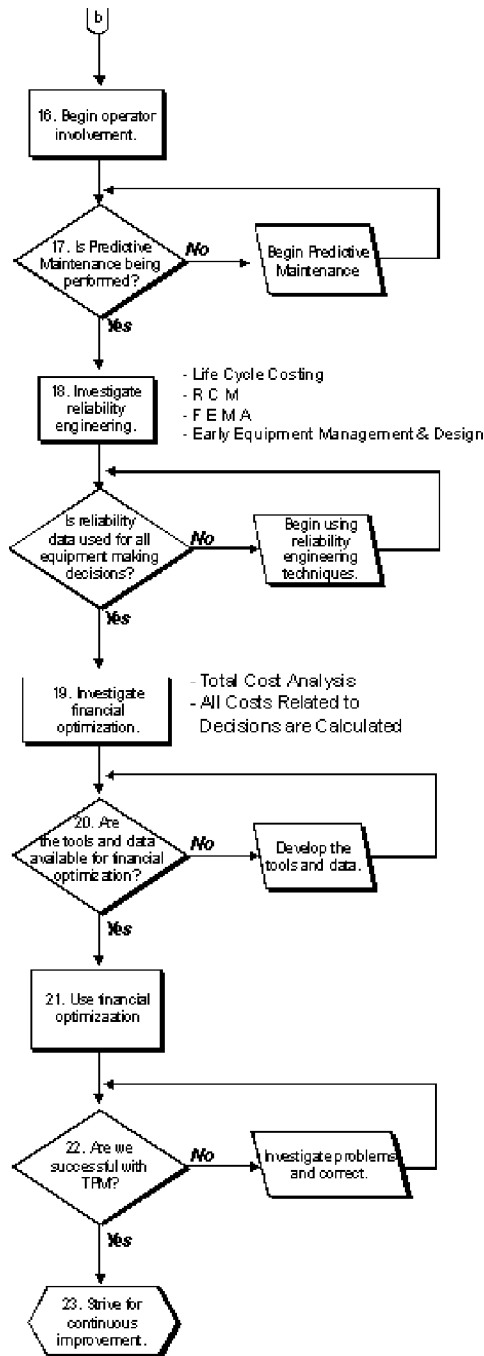 b
16. Begin operator
involvement.
17. Is Predictive
Maintenance being
performed?
No
Begin Predictive
Maintenance
Yes
18. Investigate
reliability
engineering.
- Life Cycle Costing
- R C M
- F E M A
- Early Equipment Management & Design
Is reliability
data used for all
equipment making
decisions?
No
Begin using
reliability
engineering
techniques.
Yes
19. Investigate
financial
optimization.
- Total Cost Analysis
- All Costs Related to
Decisions are Calculated
20. Are
the tools and data
available for financial
optimization?
No
Develop the
tools and data.
Yes
21. Use financial
optimizaation
22. Are we
successful with
TPM?
No
Investigate problems
and correct.
Yes
23. Strive for
continuous
improvement.